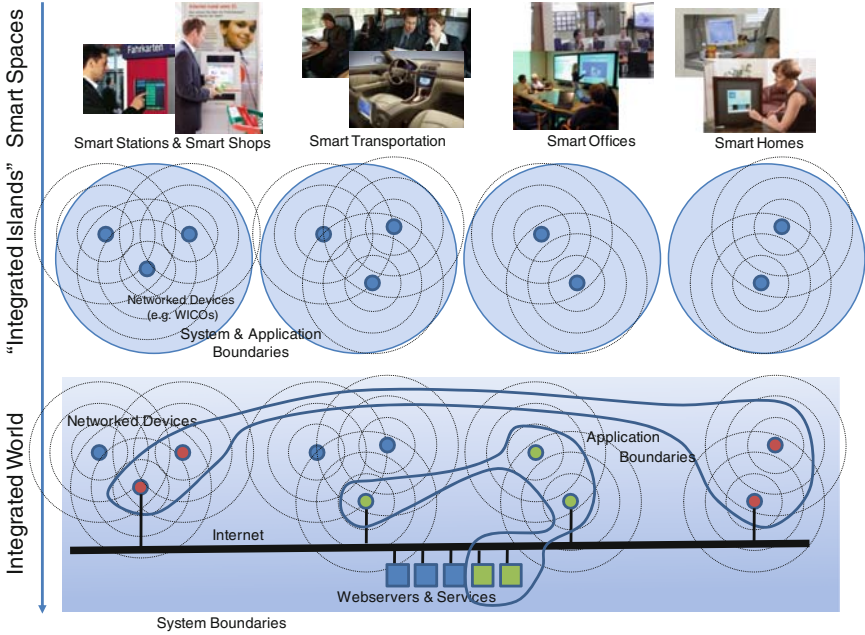 Smart Spaces
Fahrkarten
Smart Stations & Smart Shops
Smart Transportation
Smart Offices
Smart Homes
“Integrated Islands”
Networked Devices
(e.g. WICOs)
System & Application
Boundaries
Integrated World
Networked Devices
Application
Boundaries
Internet
Webservers & Services
System Boundaries